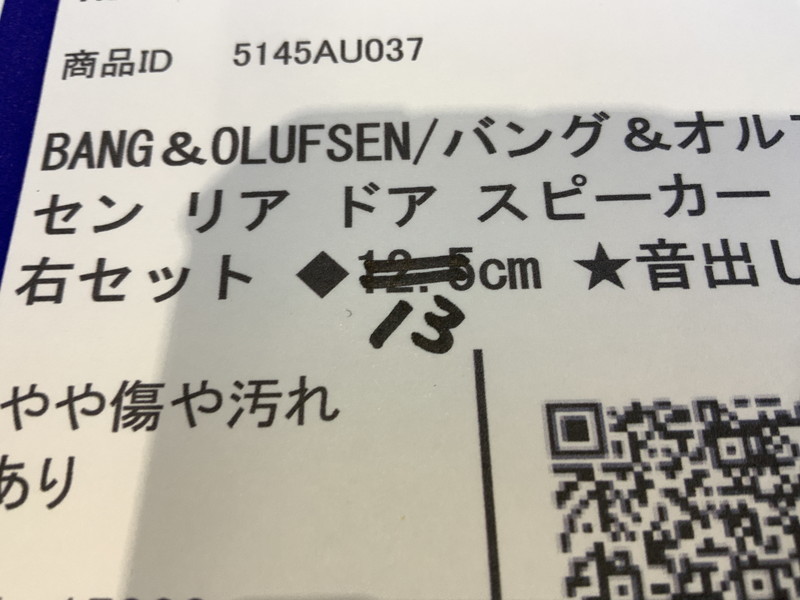 商品ID 5145AU037
BANG＆OLUFSEN/バング＆オル
セン リア ドア スピーカー
右セット ◆12.5cm ★音出し
13
やや傷や汚れ
あり